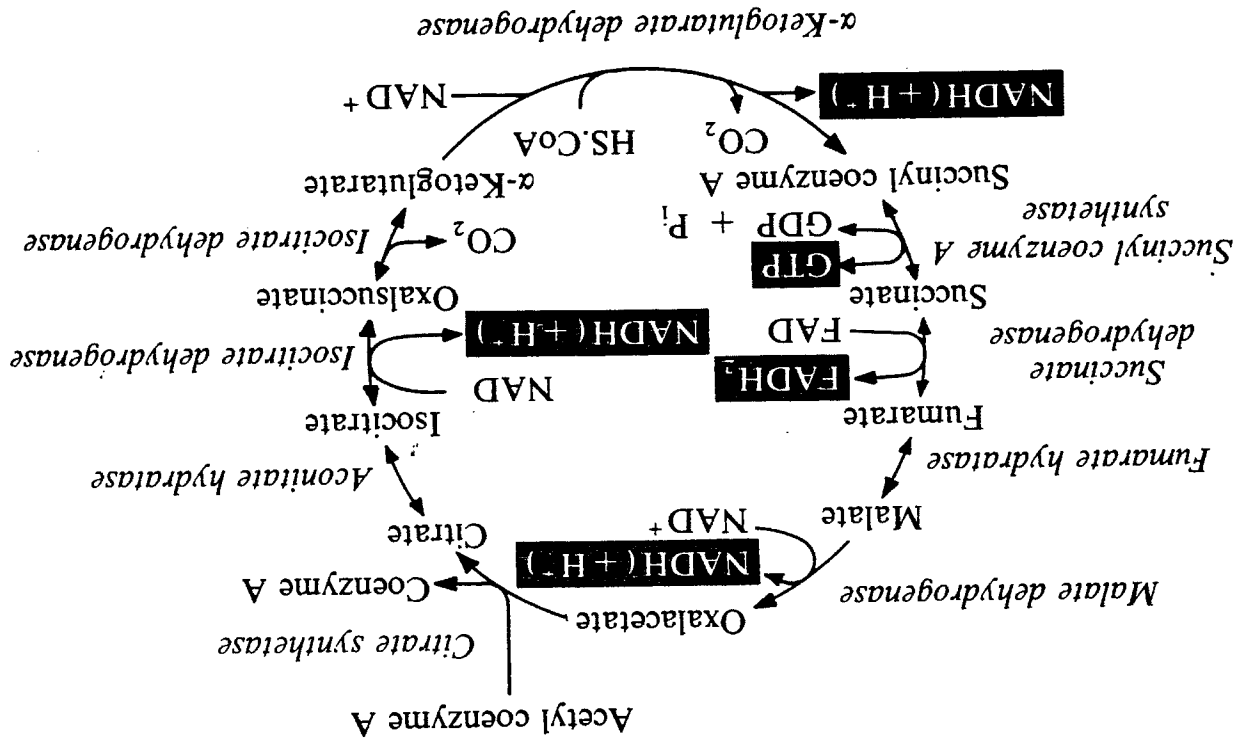 Acetyl coenzyme A
Citrate synthetase
Oxalacetate
Coenzyme A
Malate dehydrogenase
NADH (+ H⁺)
NAD⁺
Citrate
Malate
Aconitate hydratase
Fumarate hydratase
Isocitrate
Fumarate
NAD
FADH₂
Succinate
dehydrogenase
FAD
NADH (+ H⁺)
Isocitrate dehydrogenase
Oxalsuccinate
Succinate
GTP
Succinyl coenzyme A
synthetase
GDP + Pᵢ
CO₂
Isocitrate dehydrogenase
α-Ketoglutarate
Succinyl coenzyme A
HS.CoA
CO₂
NAD⁺
NADH (+ H⁺)
α-Ketoglutarate dehydrogenase